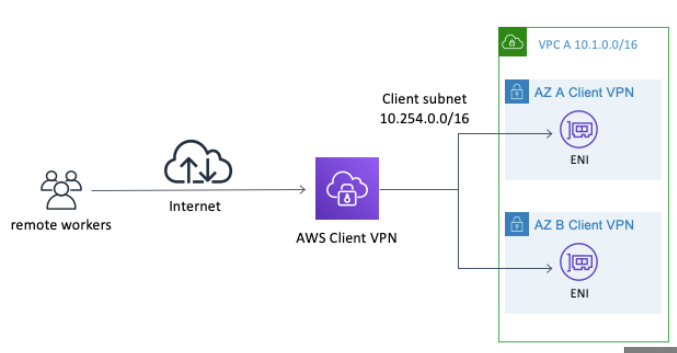 VPC A 10.1.0.0/16
Client subnet
10.254.0.0/16
AZ A Client VPN
ENI
Internet
remote workers
AWS Client VPN
AZ B Client VPN
ENI